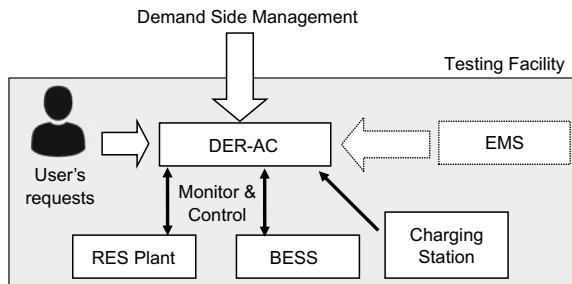 Demand Side Management
Testing Facility
User's
requests
DER-AC
EMS
Monitor &
Control
RES Plant
BESS
Charging
Station